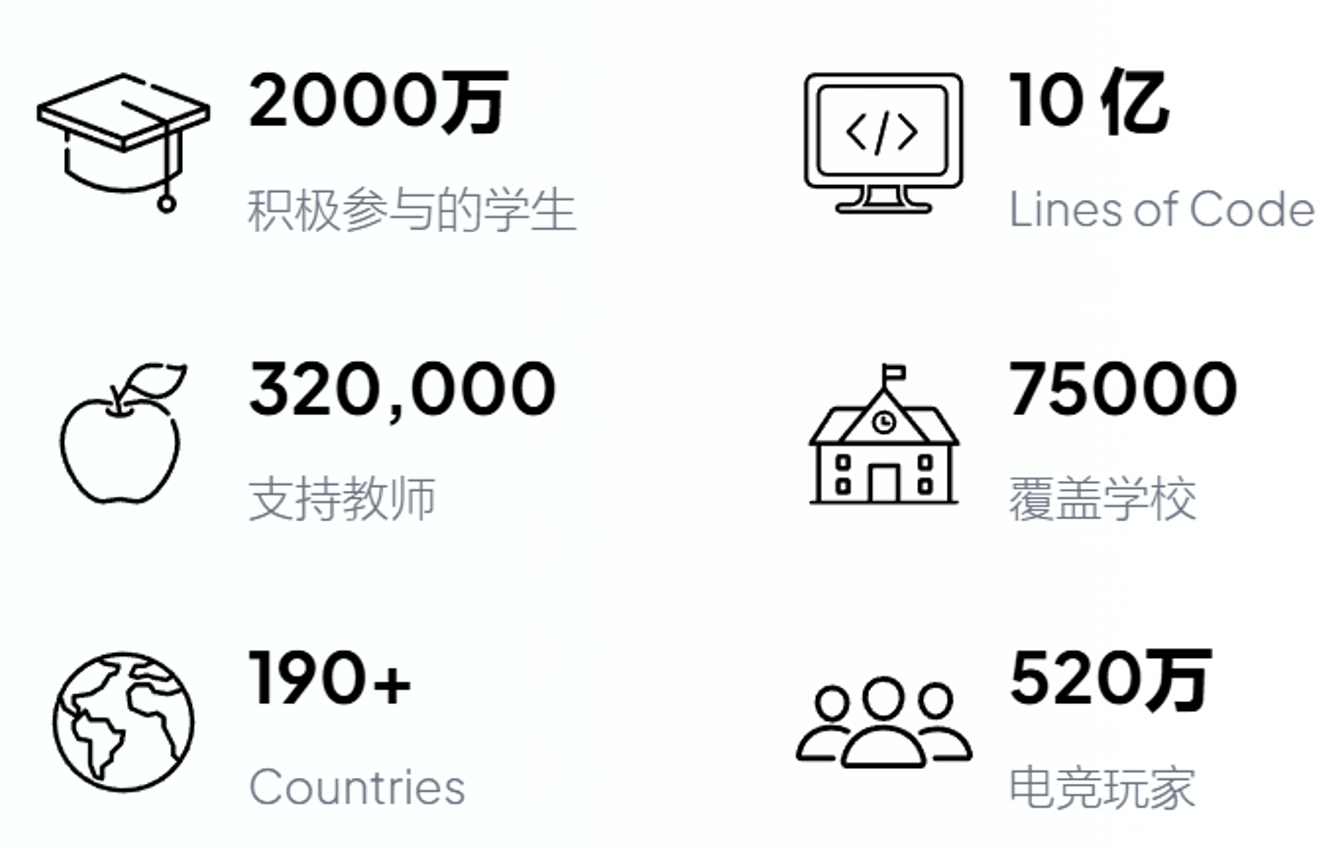 2000万
积极参与的学生
10 亿
Lines of Code
320,000
支持教师
75000
覆盖学校
190+
Countries
520万
电竞玩家